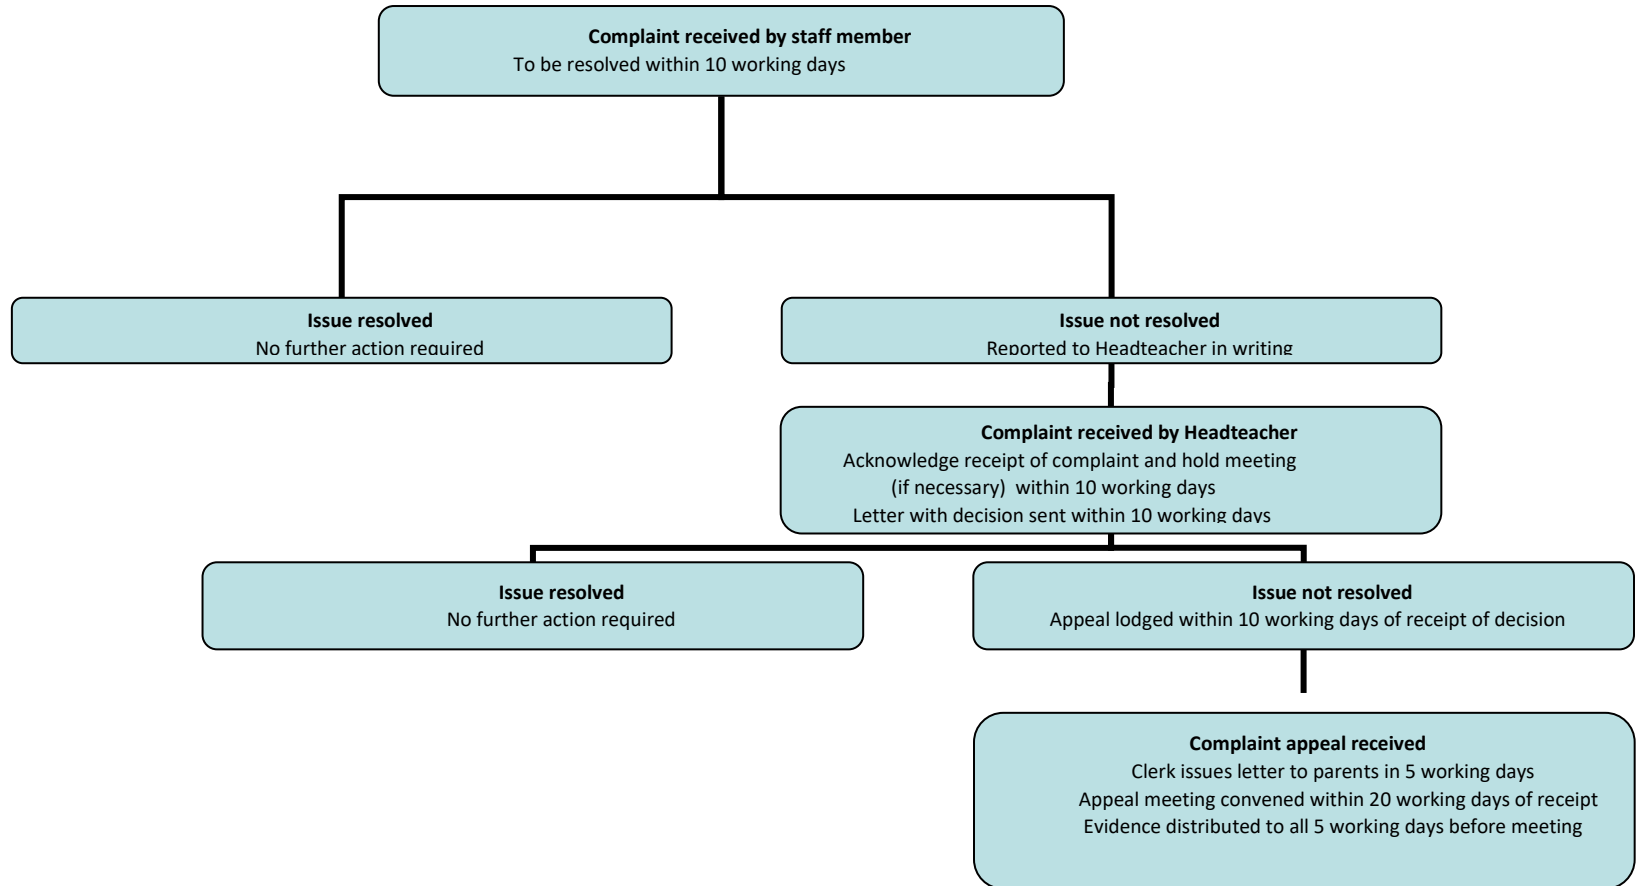 Complaint received by staff member
To be resolved within 10 working days
Issue resolved
No further action required
Issue not resolved
Reported to Headteacher in writing
Complaint received by Headteacher
Acknowledge receipt of complaint and hold meeting
(if necessary) within 10 working days
Letter with decision sent within 10 working days
Issue resolved
No further action required
Issue not resolved
Appeal lodged within 10 working days of receipt of decision
Complaint appeal received
Clerk issues letter to parents in 5 working days
Appeal meeting convened within 20 working days of receipt
Evidence distributed to all 5 working days before meeting